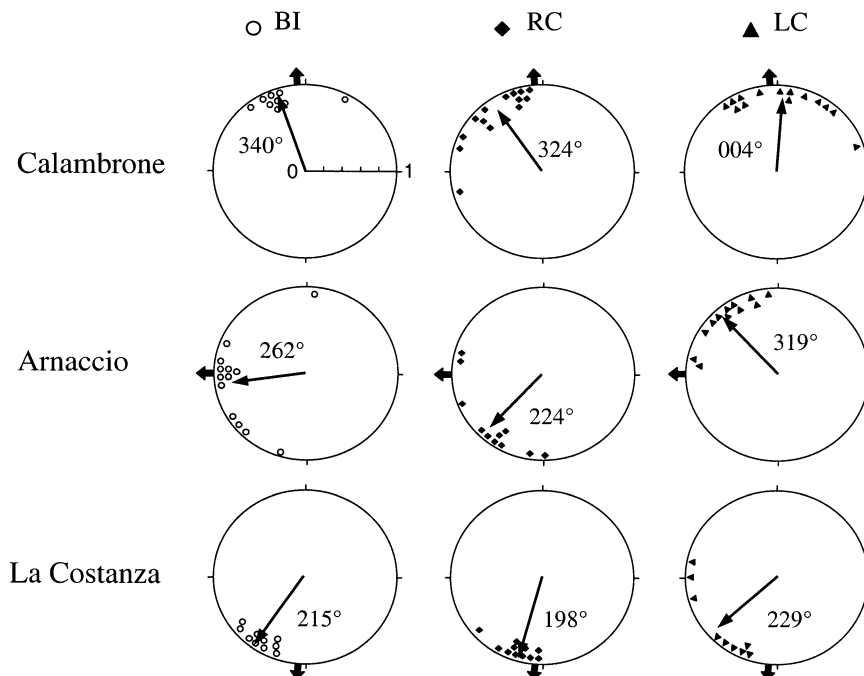 BI RC LC
Calambrone 340° 0 1 324° 004°
Arnaccio 262° 224° 319°
La Costanza 215° 198° 229°